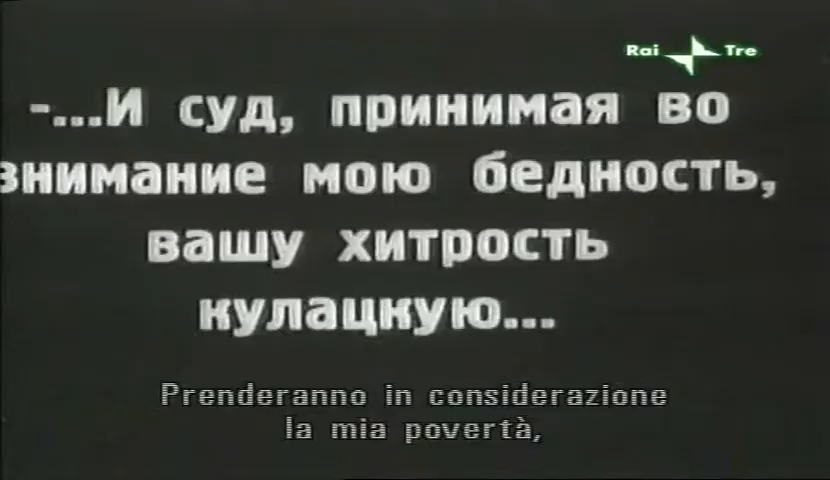 Rai Tre
-...И суд, принимая во
внимание мою бедность,
вашу хитрость
кулацкую...
Prenderanno in considerazione
la mia povertà,